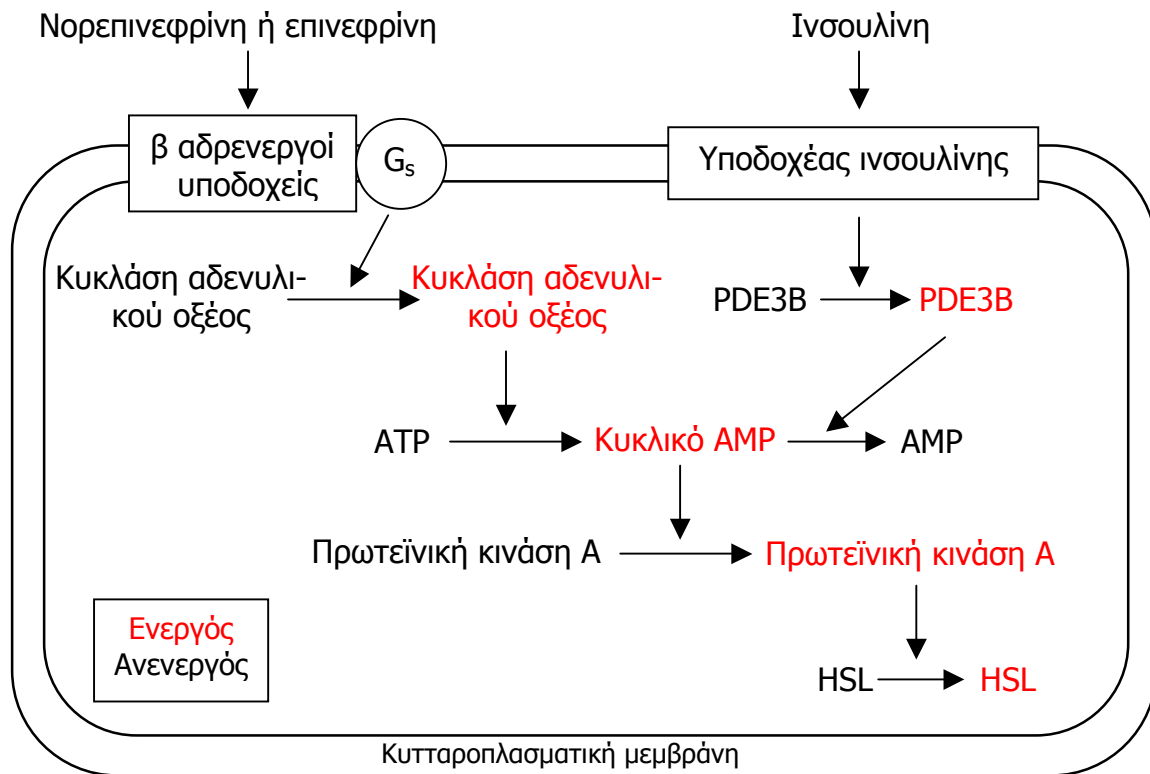 Νορεπινεφρίνη ή επινεφρίνη
Ινσουλίνη
β αδρενεργοί
υποδοχείς
Gs
Υποδοχέας ινσουλίνης
Κυκλάση αδενυλι-
κού οξέος
Κυκλάση αδενυλι-
κού οξέος
PDE3B
PDE3B
ATP
Κυκλικό AMP
AMP
Πρωτεϊνική κινάση Α
Πρωτεϊνική κινάση Α
Ενεργός
Ανενεργός
HSL
HSL
Κυτταροπλασματική μεμβράνη